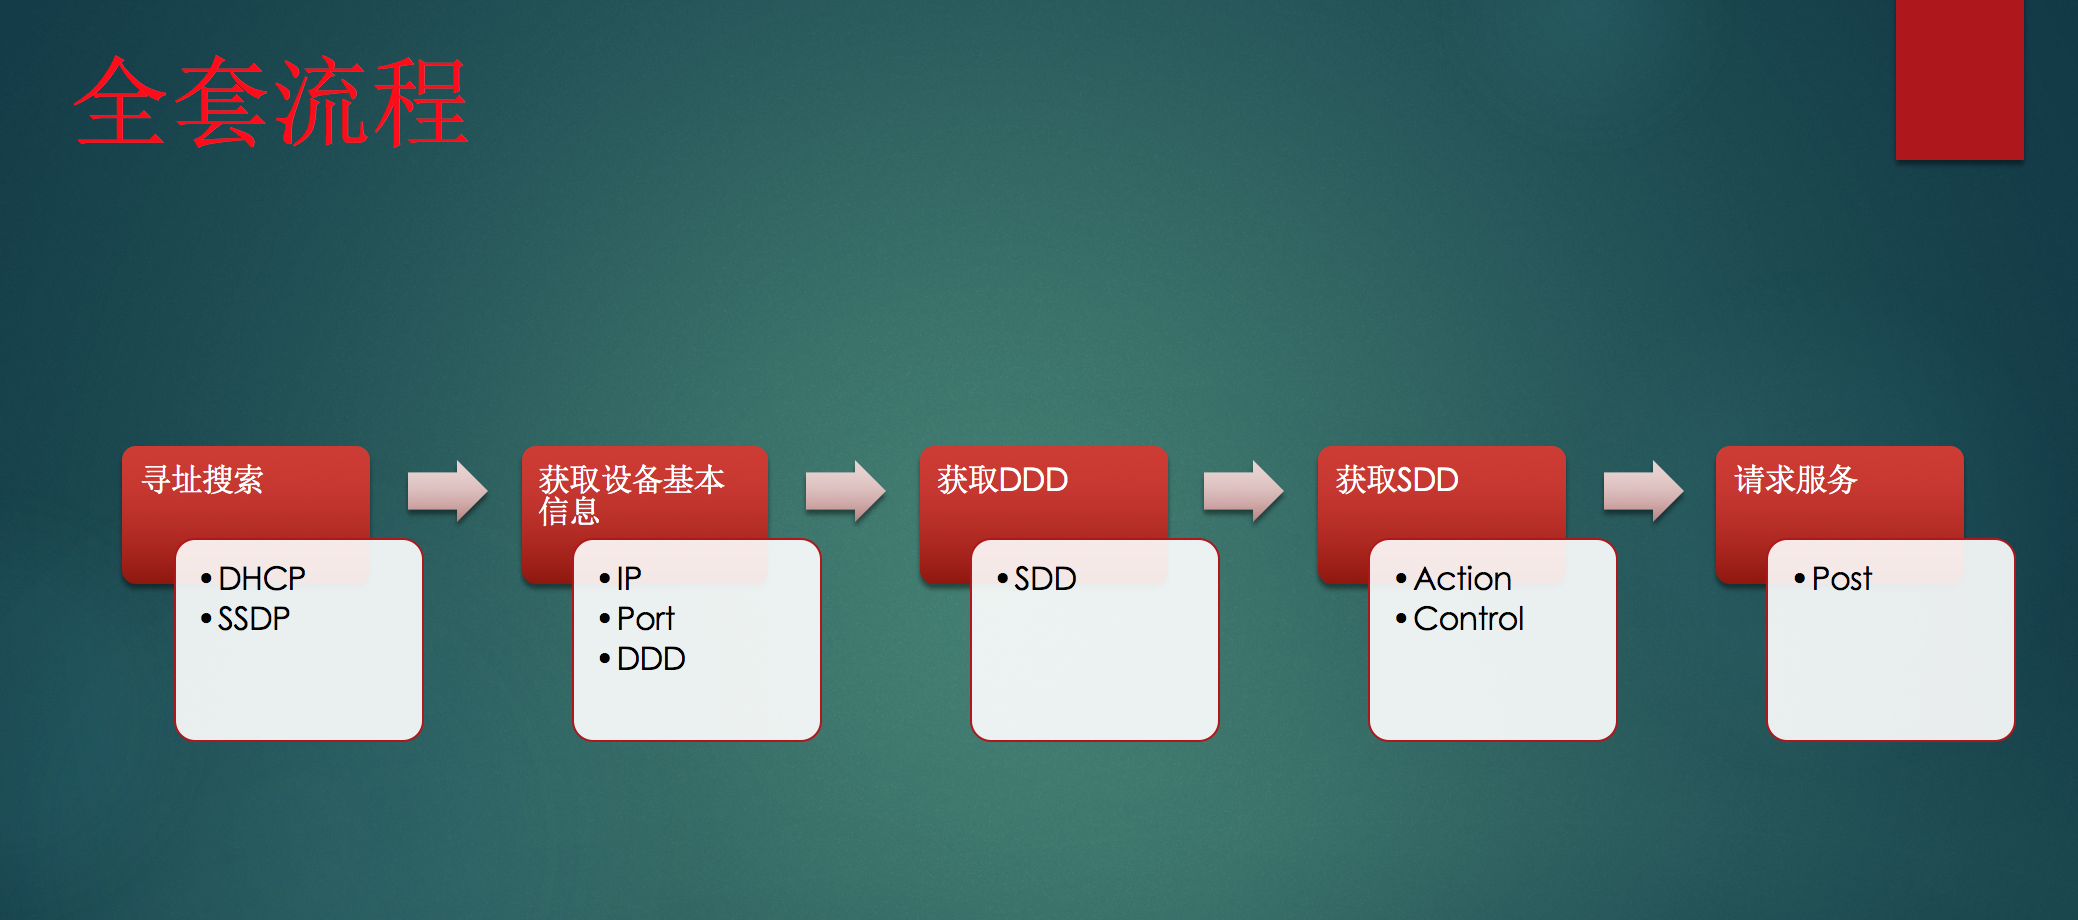 全套流程
寻址搜索
•DHCP
•SSDP
获取设备基本
信息
•IP
•Port
•DDD
获取DDD
•SDD
获取SDD
•Action
•Control
请求服务
•Post